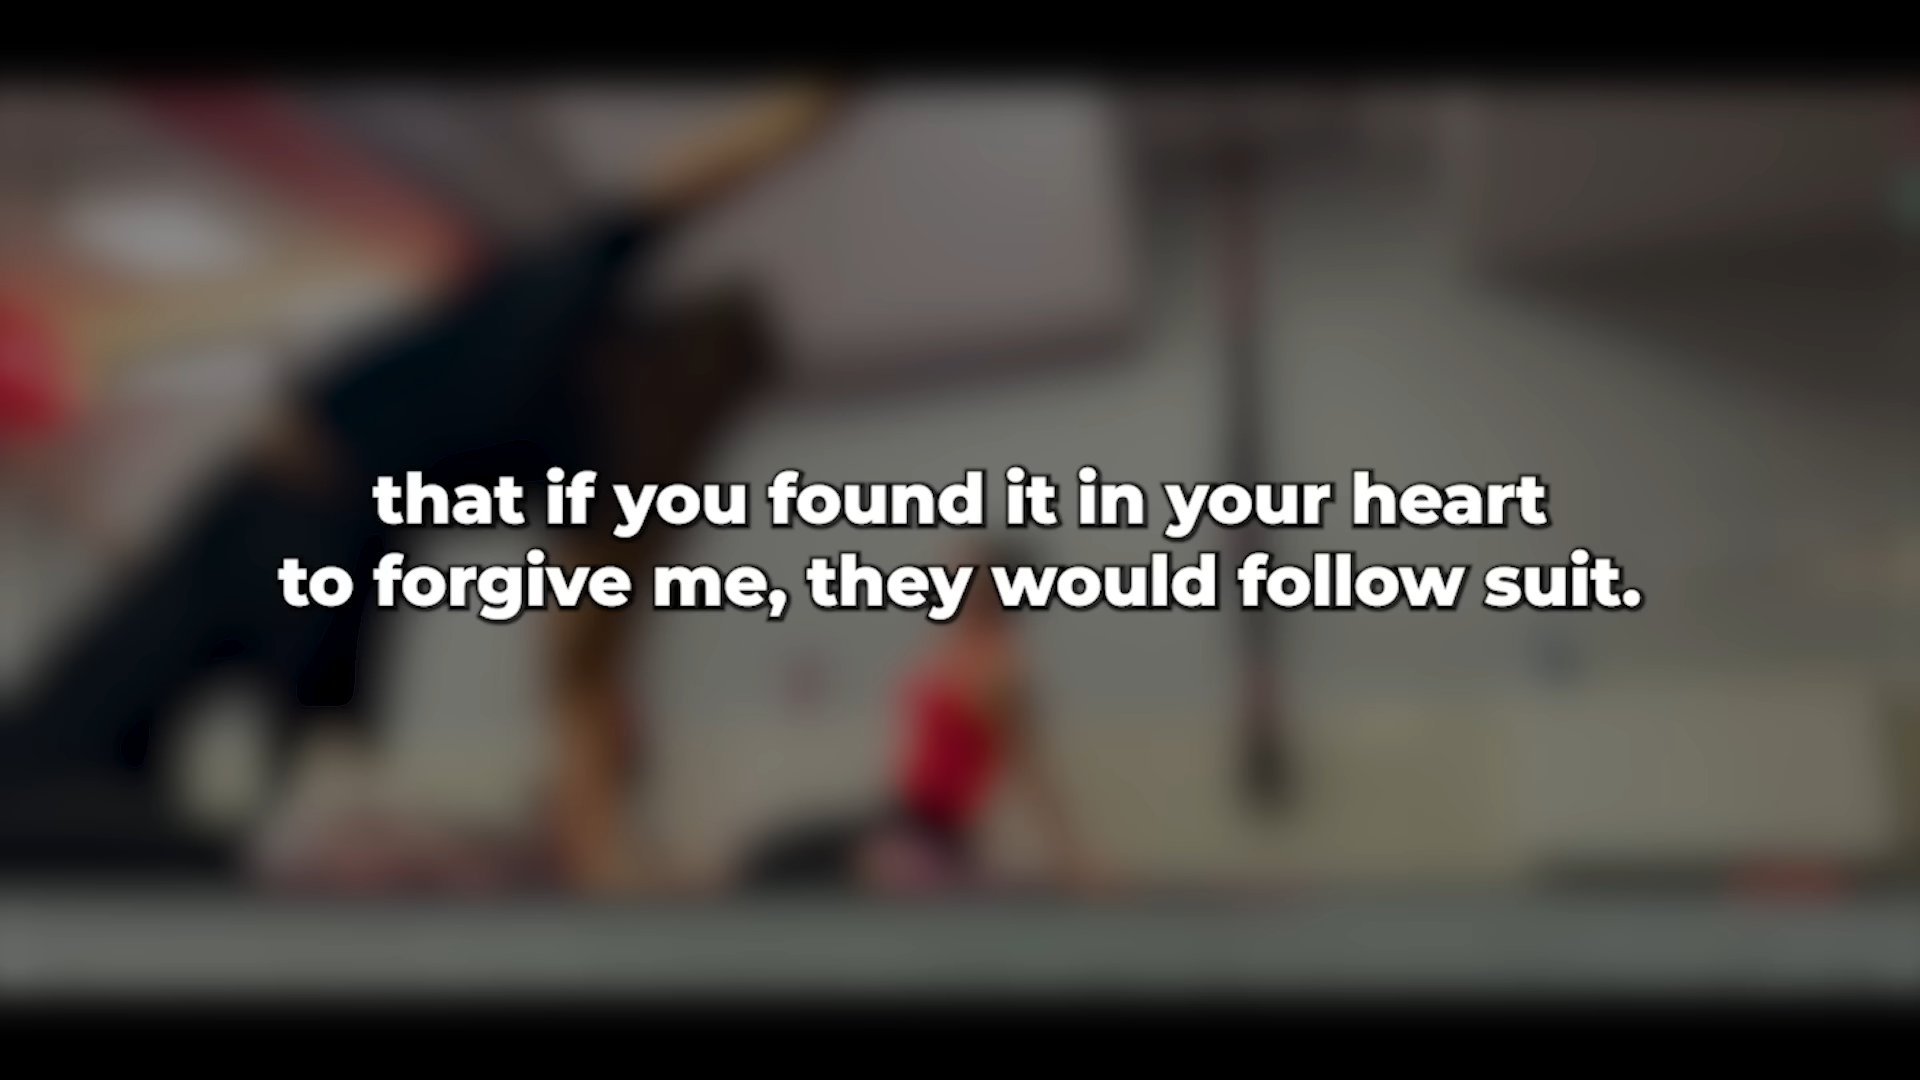 that if you found it in your heart
to forgive me, they would follow suit.